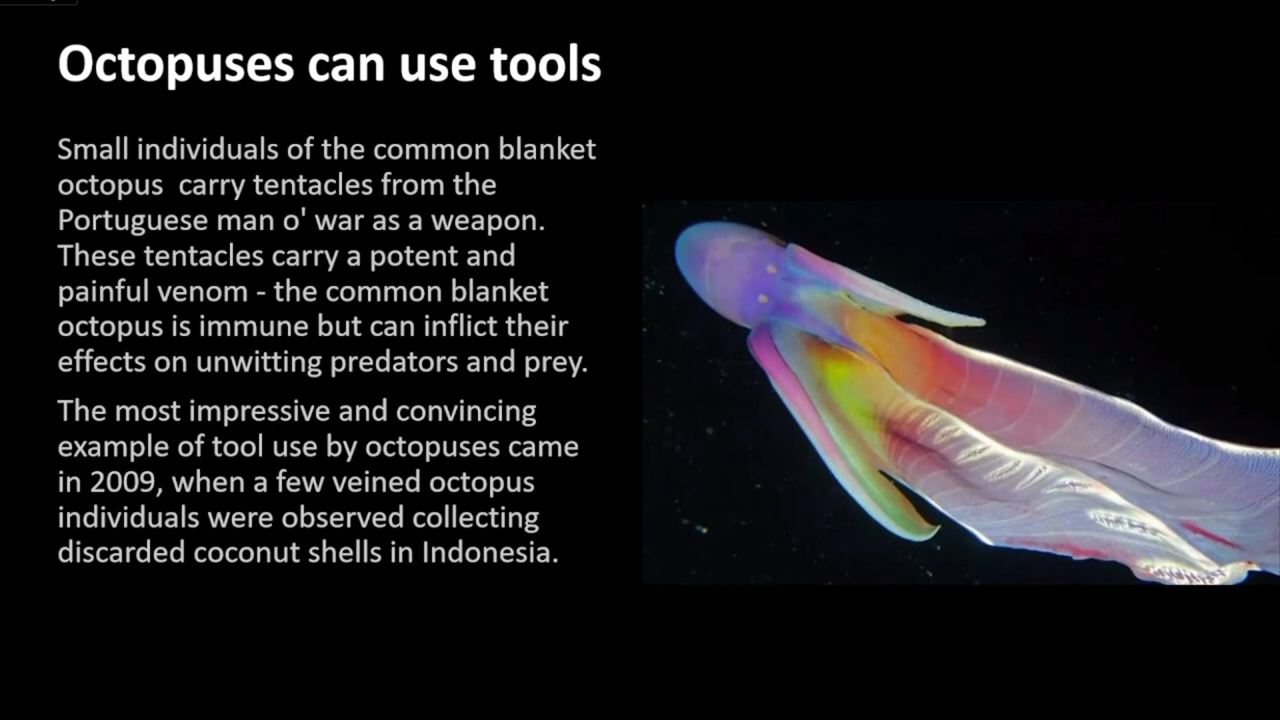 Octopuses can use tools
Small individuals of the common blanket
octopus  carry tentacles from the
Portuguese man o' war as a weapon.
These tentacles carry a potent and
painful venom - the common blanket
octopus is immune but can inflict their
effects on unwitting predators and prey.
The most impressive and convincing
example of tool use by octopuses came
in 2009, when a few veined octopus
individuals were observed collecting
discarded coconut shells in Indonesia.